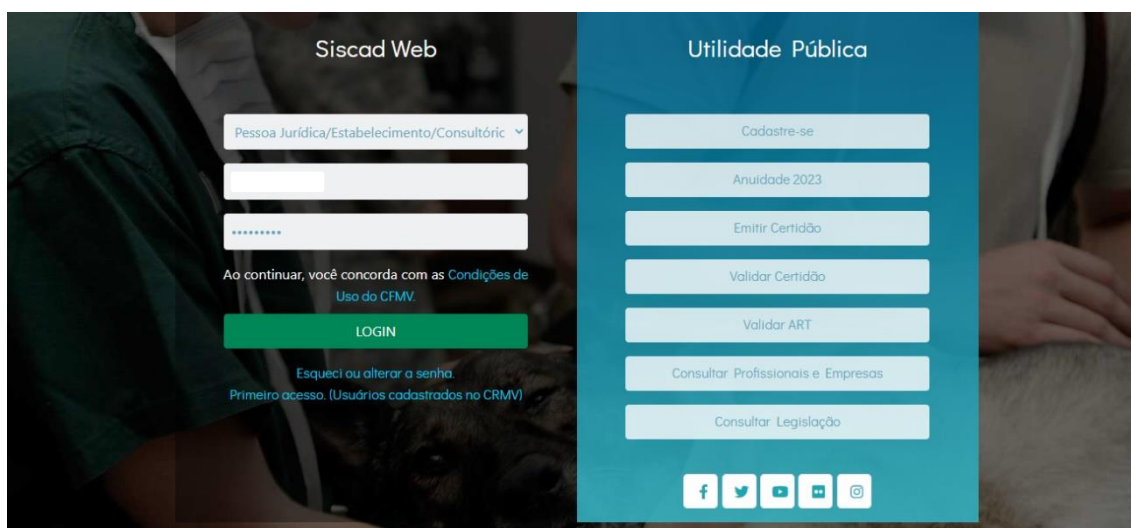 Siscad Web
Pessoa Jurídica/Estabelecimento/Consultóric
•••••••••
Ao continuar, você concorda com as Condições de
Uso do CFMV.
LOGIN
Esqueci ou alterar a senha.
Primeiro acesso. (Usuários cadastrados no CRMV)
Utilidade Pública
Cadastre-se
Anuidade 2023
Emitir Certidão
Validar Certidão
Validar ART
Consultar Profissionais e Empresas
Consultar Legislação